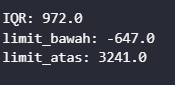 IQR: 972.0
limit_bawah: -647.0
limit_atas: 3241.0